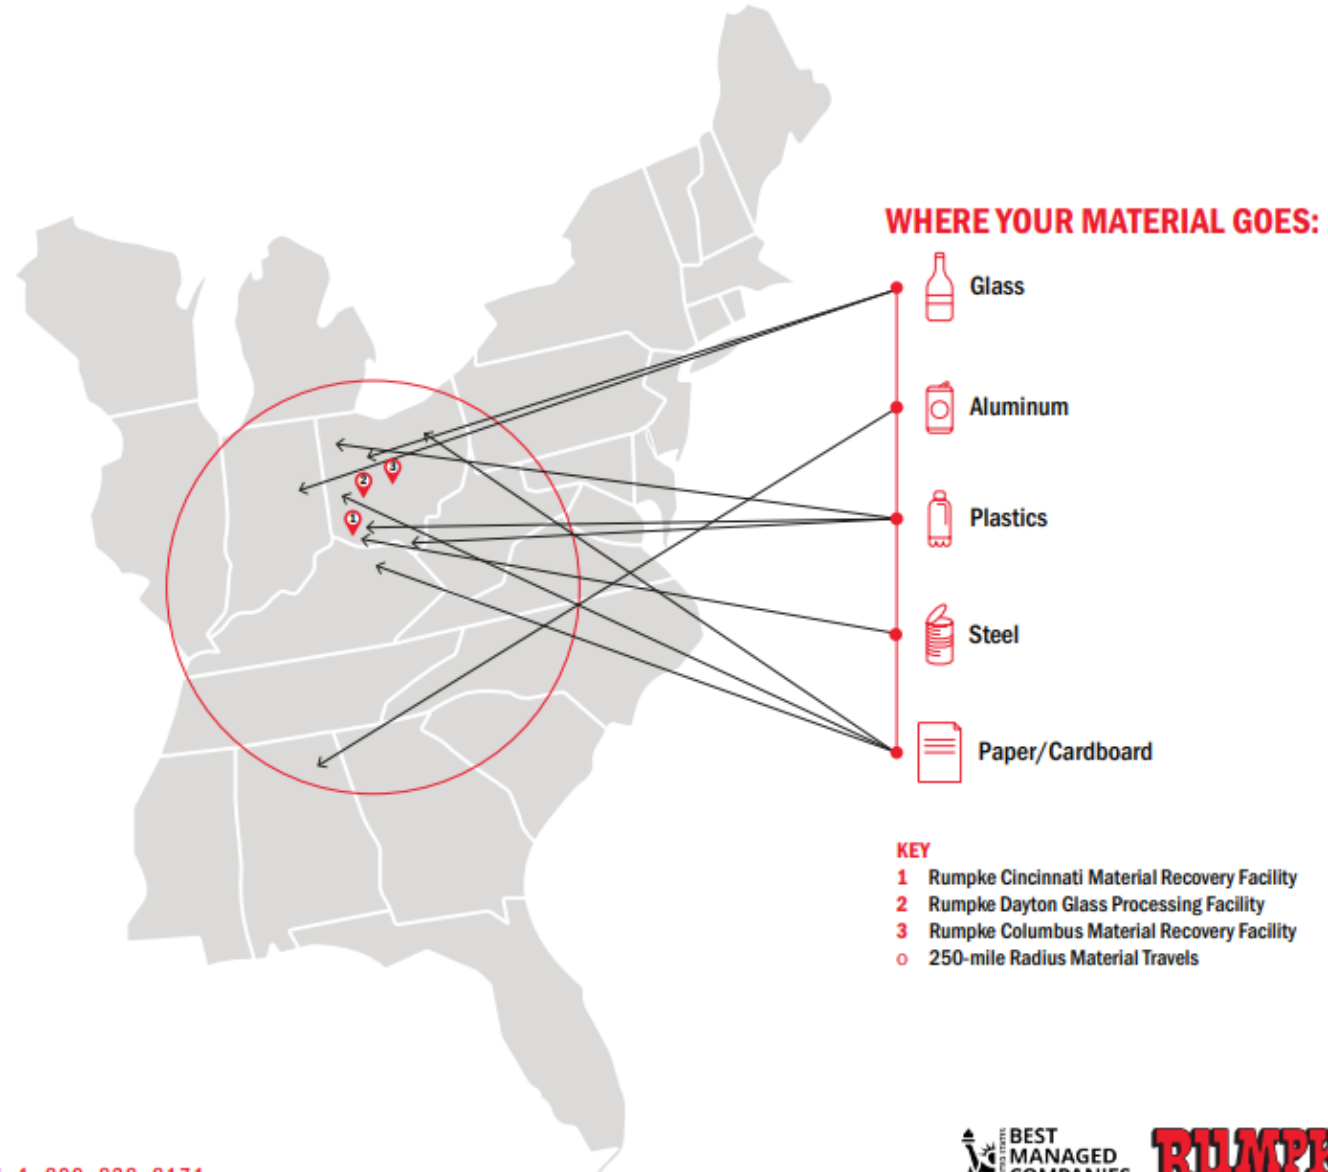 WHERE YOUR MATERIAL GOES:
Glass
Aluminum
3
2
Plastics
1
Steel
Paper/Cardboard
KEY
1 Rumpke Cincinnati Material Recovery Facility
2 Rumpke Dayton Glass Processing Facility
3 Rumpke Columbus Material Recovery Facility
o 250-mile Radius Material Travels
BEST
MANAGED
COMPANIES
RUMPK